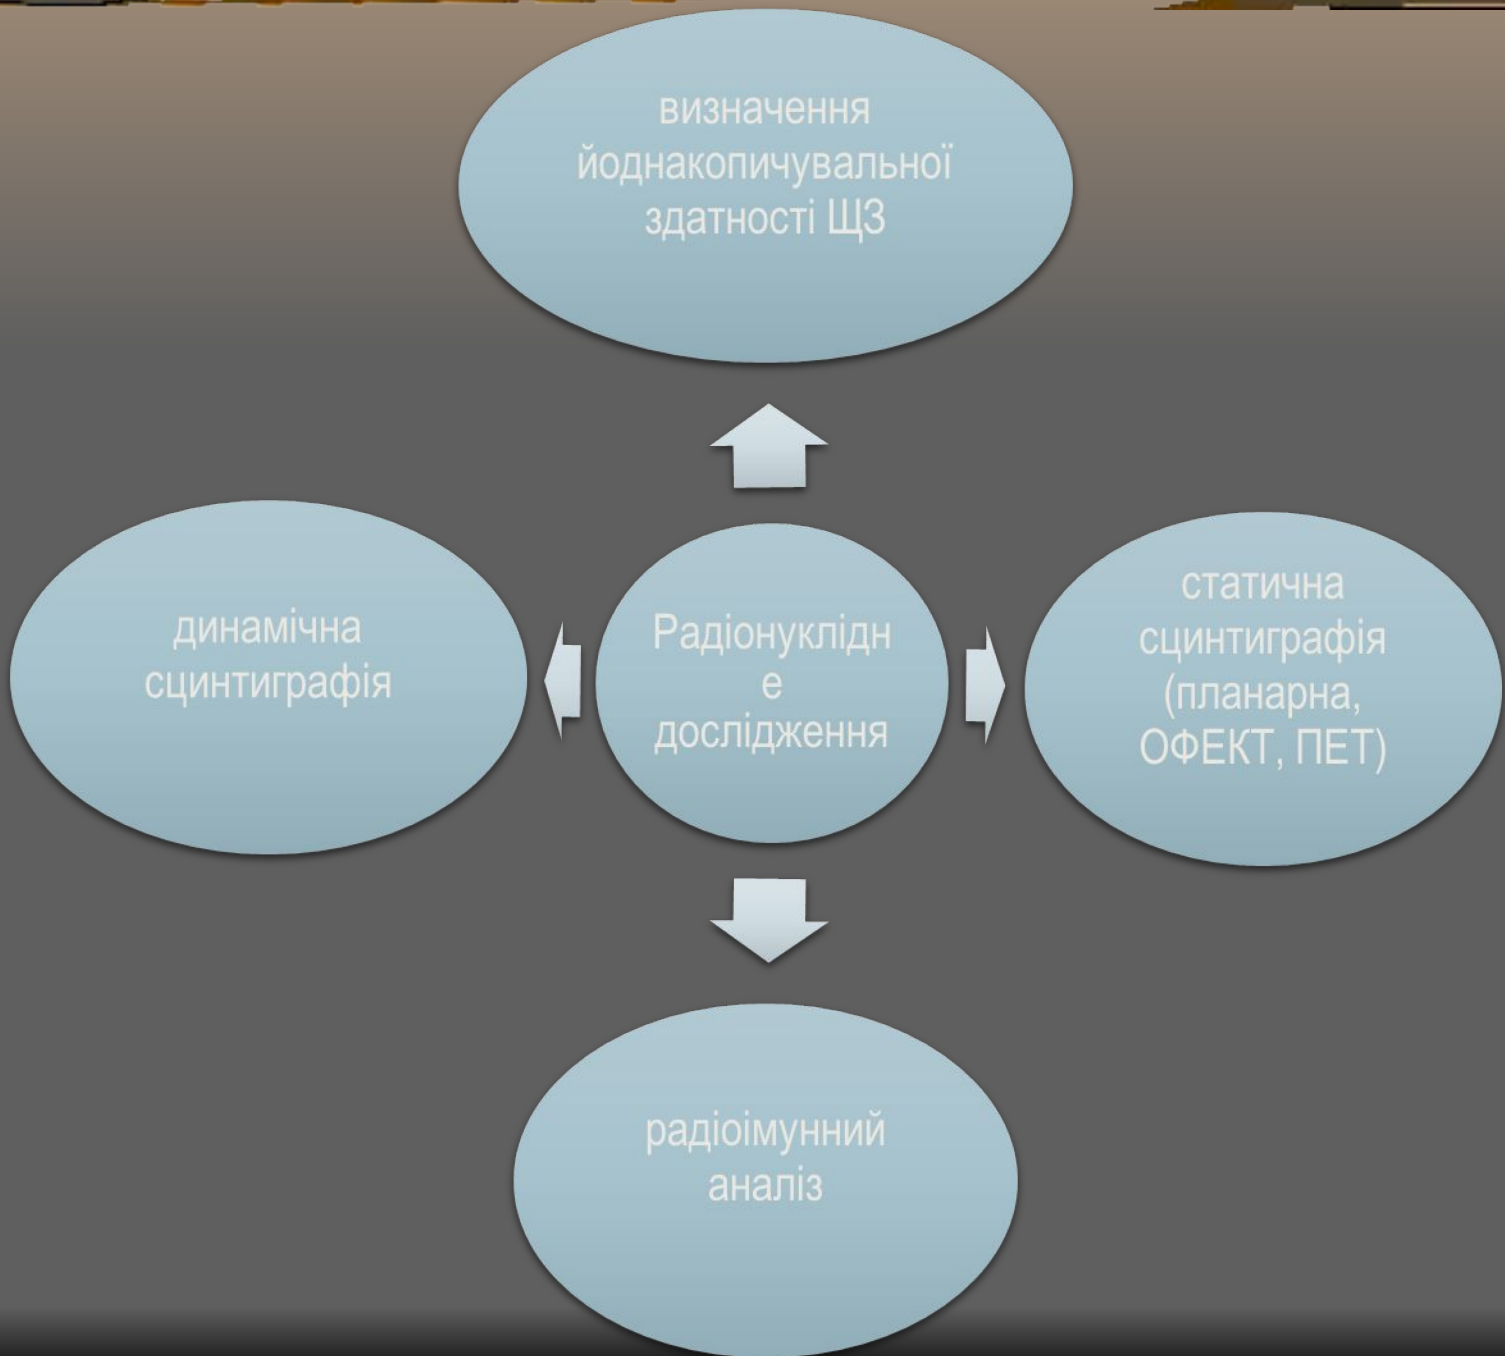 визначення
йоднакопичувальної
здатності ЩЗ
динамічна
сцинтиграфія
Радіонуклідн
е
дослідження
статична
сцинтиграфія
(планарна,
ОФЕКТ, ПЕТ)
радіоімунний
аналіз